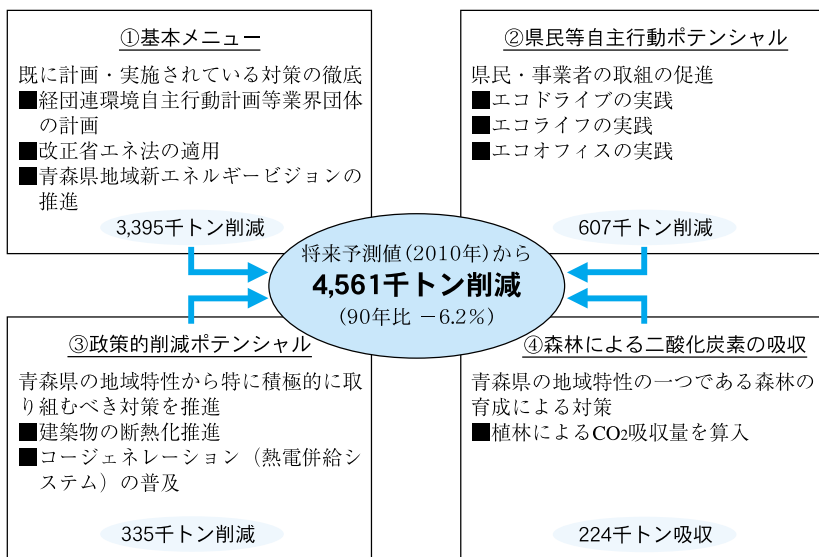 ①基本メニュー
既に計画・実施されている対策の徹底
■経団連環境自主行動計画等業界団体
の計画
■改正省エネ法の適用
■青森県地域新エネルギービジョンの
推進
3,395千トン削減
②県民等自主行動ポテンシャル
県民・事業者の取組の促進
■エコドライブの実践
■エコライフの実践
■エコオフィスの実践
607千トン削減
将来予測値(2010年)から
4,561千トン削減
(90年比 −6.2%)
③政策的削減ポテンシャル
青森県の地域特性から特に積極的に取
り組むべき対策を推進
■建築物の断熱化推進
■コージェネレーション（熱電併給シ
ステム）の普及
335千トン削減
④森林による二酸化炭素の吸収
青森県の地域特性の一つである森林の
育成による対策
■植林によるCO₂吸収量を算入
224千トン吸収